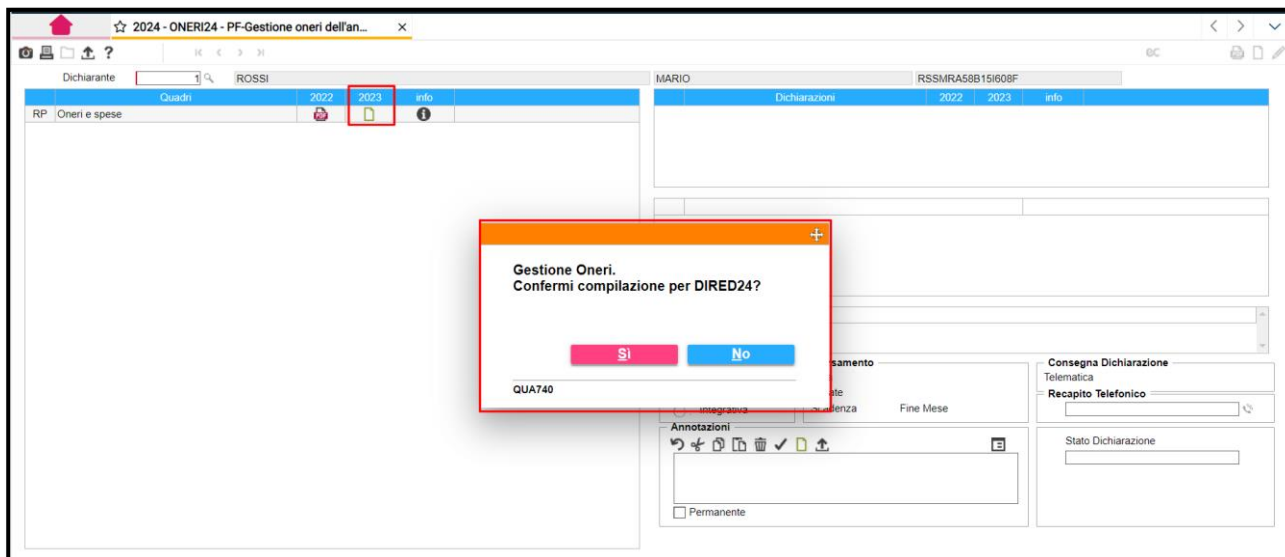 2024 - ONERI24 - PF-Gestione oneri dell'an...
Dichiarante 1 ROSSI MARIO RSSMRA58B15I608F
Quadri 2022 2023 info
RP Oneri e spese
Dichiarazioni 2022 2023 info
Gestione Oneri.
Confermi compilazione per DIRED24?
Sì No
QUA740
Integrativa
Scadenza Fine Mese
Consegna Dichiarazione
Telematica
Recapito Telefonico
Annotazioni
Permanente
Stato Dichiarazione